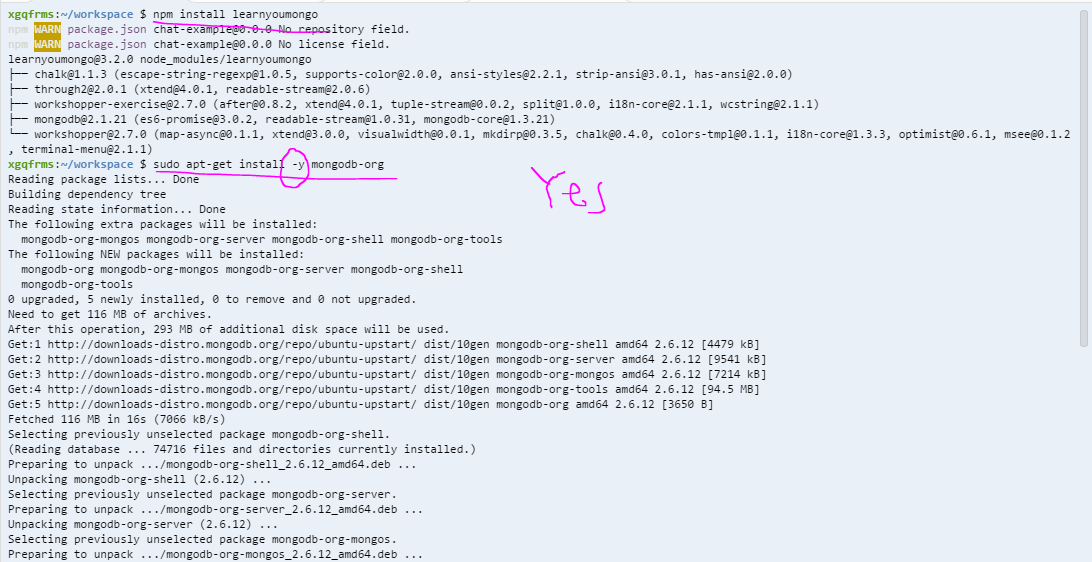 xgqfrms:~/workspace $ npm install learnyoumongo
npm WARN package.json chat-example@0.0.0 No repository field.
npm WARN package.json chat-example@0.0.0 No license field.
learnyoumongo@3.2.0 node_modules/learnyoumongo
├── chalk@1.1.3 (escape-string-regexp@1.0.5, supports-color@2.0.0, ansi-styles@2.2.1, strip-ansi@3.0.1, has-ansi@2.0.0)
├── through2@2.0.1 (xtend@4.0.1, readable-stream@2.0.6)
├── workshopper-exercise@2.7.0 (after@0.8.2, xtend@4.0.1, tuple-stream@0.0.2, split@1.0.0, i18n-core@2.1.1, wcstring@2.1.1)
├── mongodb@2.1.21 (es6-promise@3.0.2, readable-stream@1.0.31, mongodb-core@1.3.21)
└── workshopper@2.7.0 (map-async@0.1.1, xtend@3.0.0, visualwidth@0.0.1, mkdirp@0.3.5, chalk@0.4.0, colors-tmpl@0.1.1, i18n-core@1.3.3, optimist@0.6.1, msee@0.1.2
, terminal-menu@2.1.1)
xgqfrms:~/workspace $ sudo apt-get install -y mongodb-org
Yes
Reading package lists... Done
Building dependency tree
Reading state information... Done
The following extra packages will be installed:
  mongodb-org-mongos mongodb-org-server mongodb-org-shell mongodb-org-tools
The following NEW packages will be installed:
  mongodb-org mongodb-org-mongos mongodb-org-server mongodb-org-shell
  mongodb-org-tools
0 upgraded, 5 newly installed, 0 to remove and 0 not upgraded.
Need to get 116 MB of archives.
After this operation, 293 MB of additional disk space will be used.
Get:1 http://downloads-distro.mongodb.org/repo/ubuntu-upstart/ dist/10gen mongodb-org-shell amd64 2.6.12 [4479 kB]
Get:2 http://downloads-distro.mongodb.org/repo/ubuntu-upstart/ dist/10gen mongodb-org-server amd64 2.6.12 [9541 kB]
Get:3 http://downloads-distro.mongodb.org/repo/ubuntu-upstart/ dist/10gen mongodb-org-mongos amd64 2.6.12 [7214 kB]
Get:4 http://downloads-distro.mongodb.org/repo/ubuntu-upstart/ dist/10gen mongodb-org-tools amd64 2.6.12 [94.5 MB]
Get:5 http://downloads-distro.mongodb.org/repo/ubuntu-upstart/ dist/10gen mongodb-org amd64 2.6.12 [3650 B]
Fetched 116 MB in 16s (7066 kB/s)
Selecting previously unselected package mongodb-org-shell.
(Reading database ... 74716 files and directories currently installed.)
Preparing to unpack .../mongodb-org-shell_2.6.12_amd64.deb ...
Unpacking mongodb-org-shell (2.6.12) ...
Selecting previously unselected package mongodb-org-server.
Preparing to unpack .../mongodb-org-server_2.6.12_amd64.deb ...
Unpacking mongodb-org-server (2.6.12) ...
Selecting previously unselected package mongodb-org-mongos.
Preparing to unpack .../mongodb-org-mongos_2.6.12_amd64.deb ...